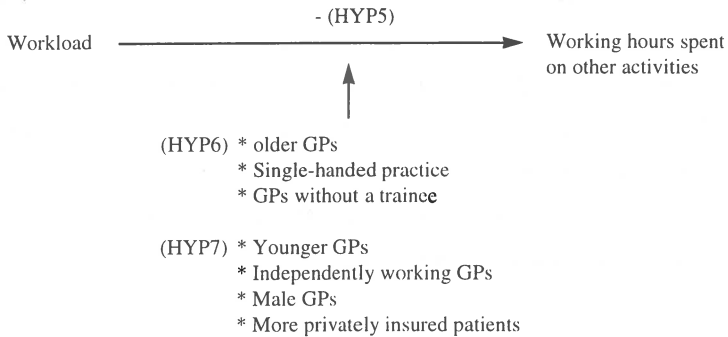 - (HYP5)
Workload
Working hours spent
on other activities
(HYP6) * older GPs
* Single-handed practice
* GPs without a trainee
(HYP7) * Younger GPs
* Independently working GPs
* Male GPs
* More privately insured patients